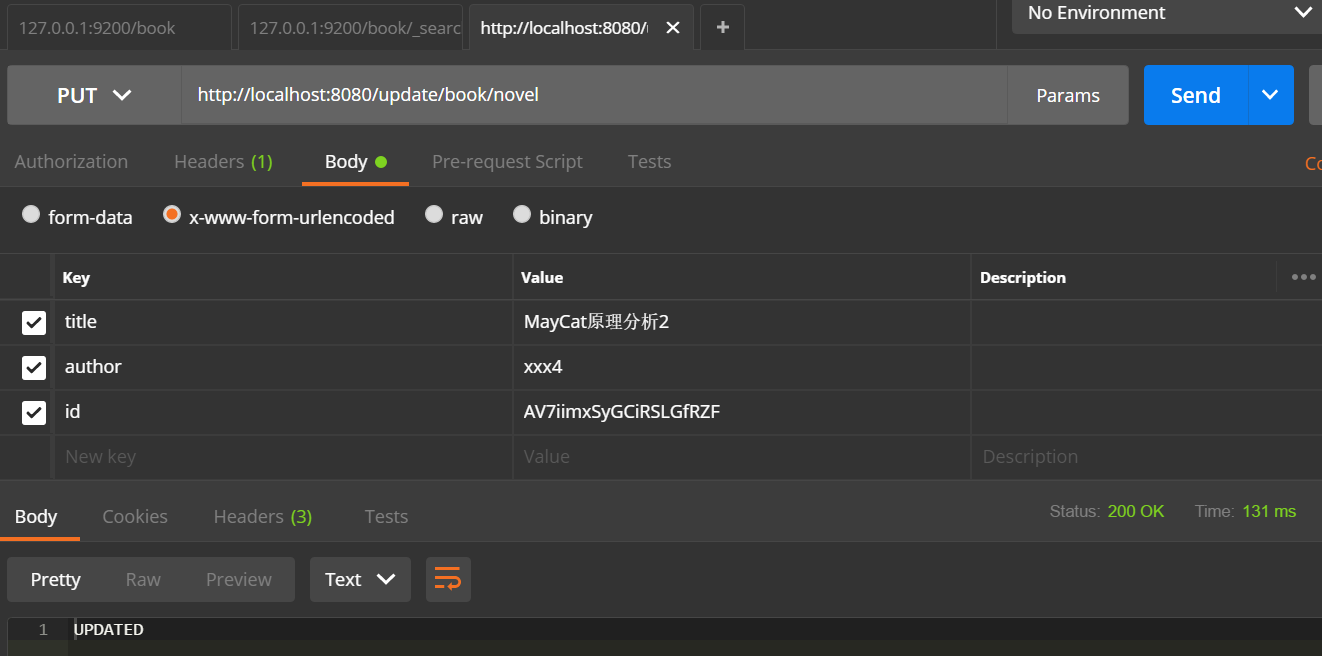 127.0.0.1:9200/book 127.0.0.1:9200/book/_searc http://localhost:8080/ No Environment
PUT http://localhost:8080/update/book/novel Params Send
Authorization Headers (1) Body Pre-request Script Tests Co
form-data x-www-form-urlencoded raw binary
Key Value Description
title MayCat原理分析2
author xxx4
id AV7iimxSyGCiRSLGfRZF
New key Value Description
Body Cookies Headers (3) Tests Status: 200 OK Time: 131 ms
Pretty Raw Preview Text
1 UPDATED